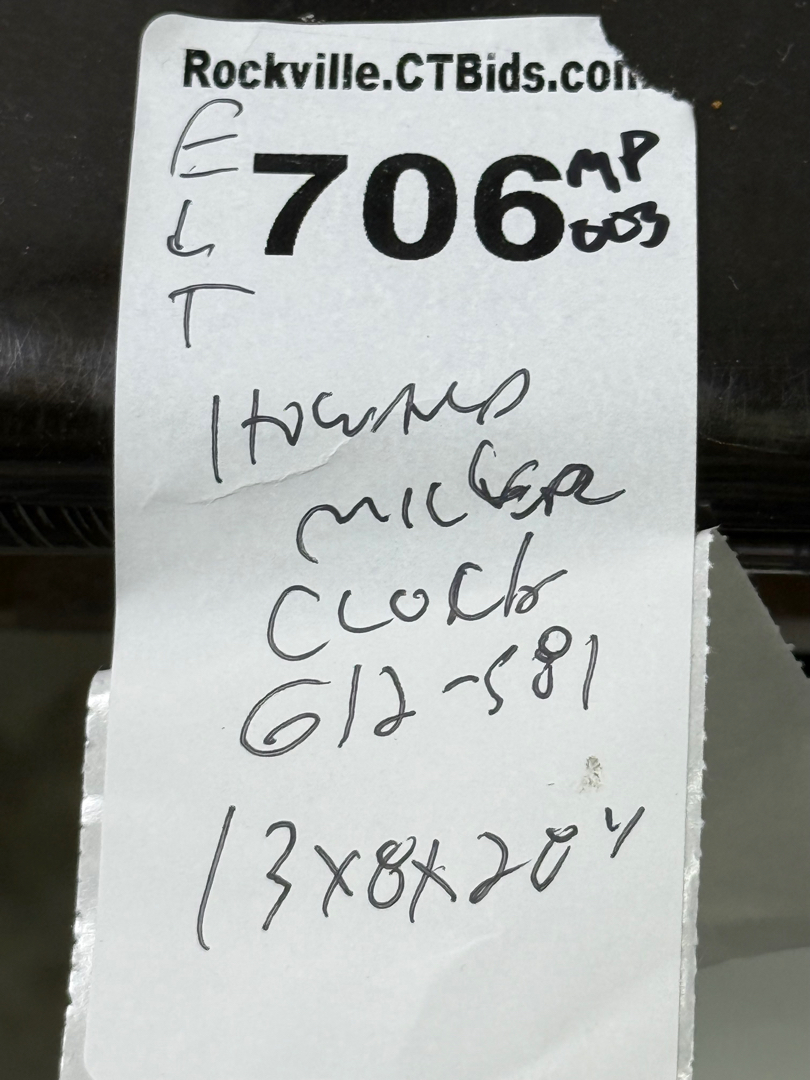 Rockville.CTBids.com
E
L
T
706
MP
003
HOWARD
MILLER
CLOCK
612-581
13x8x20"